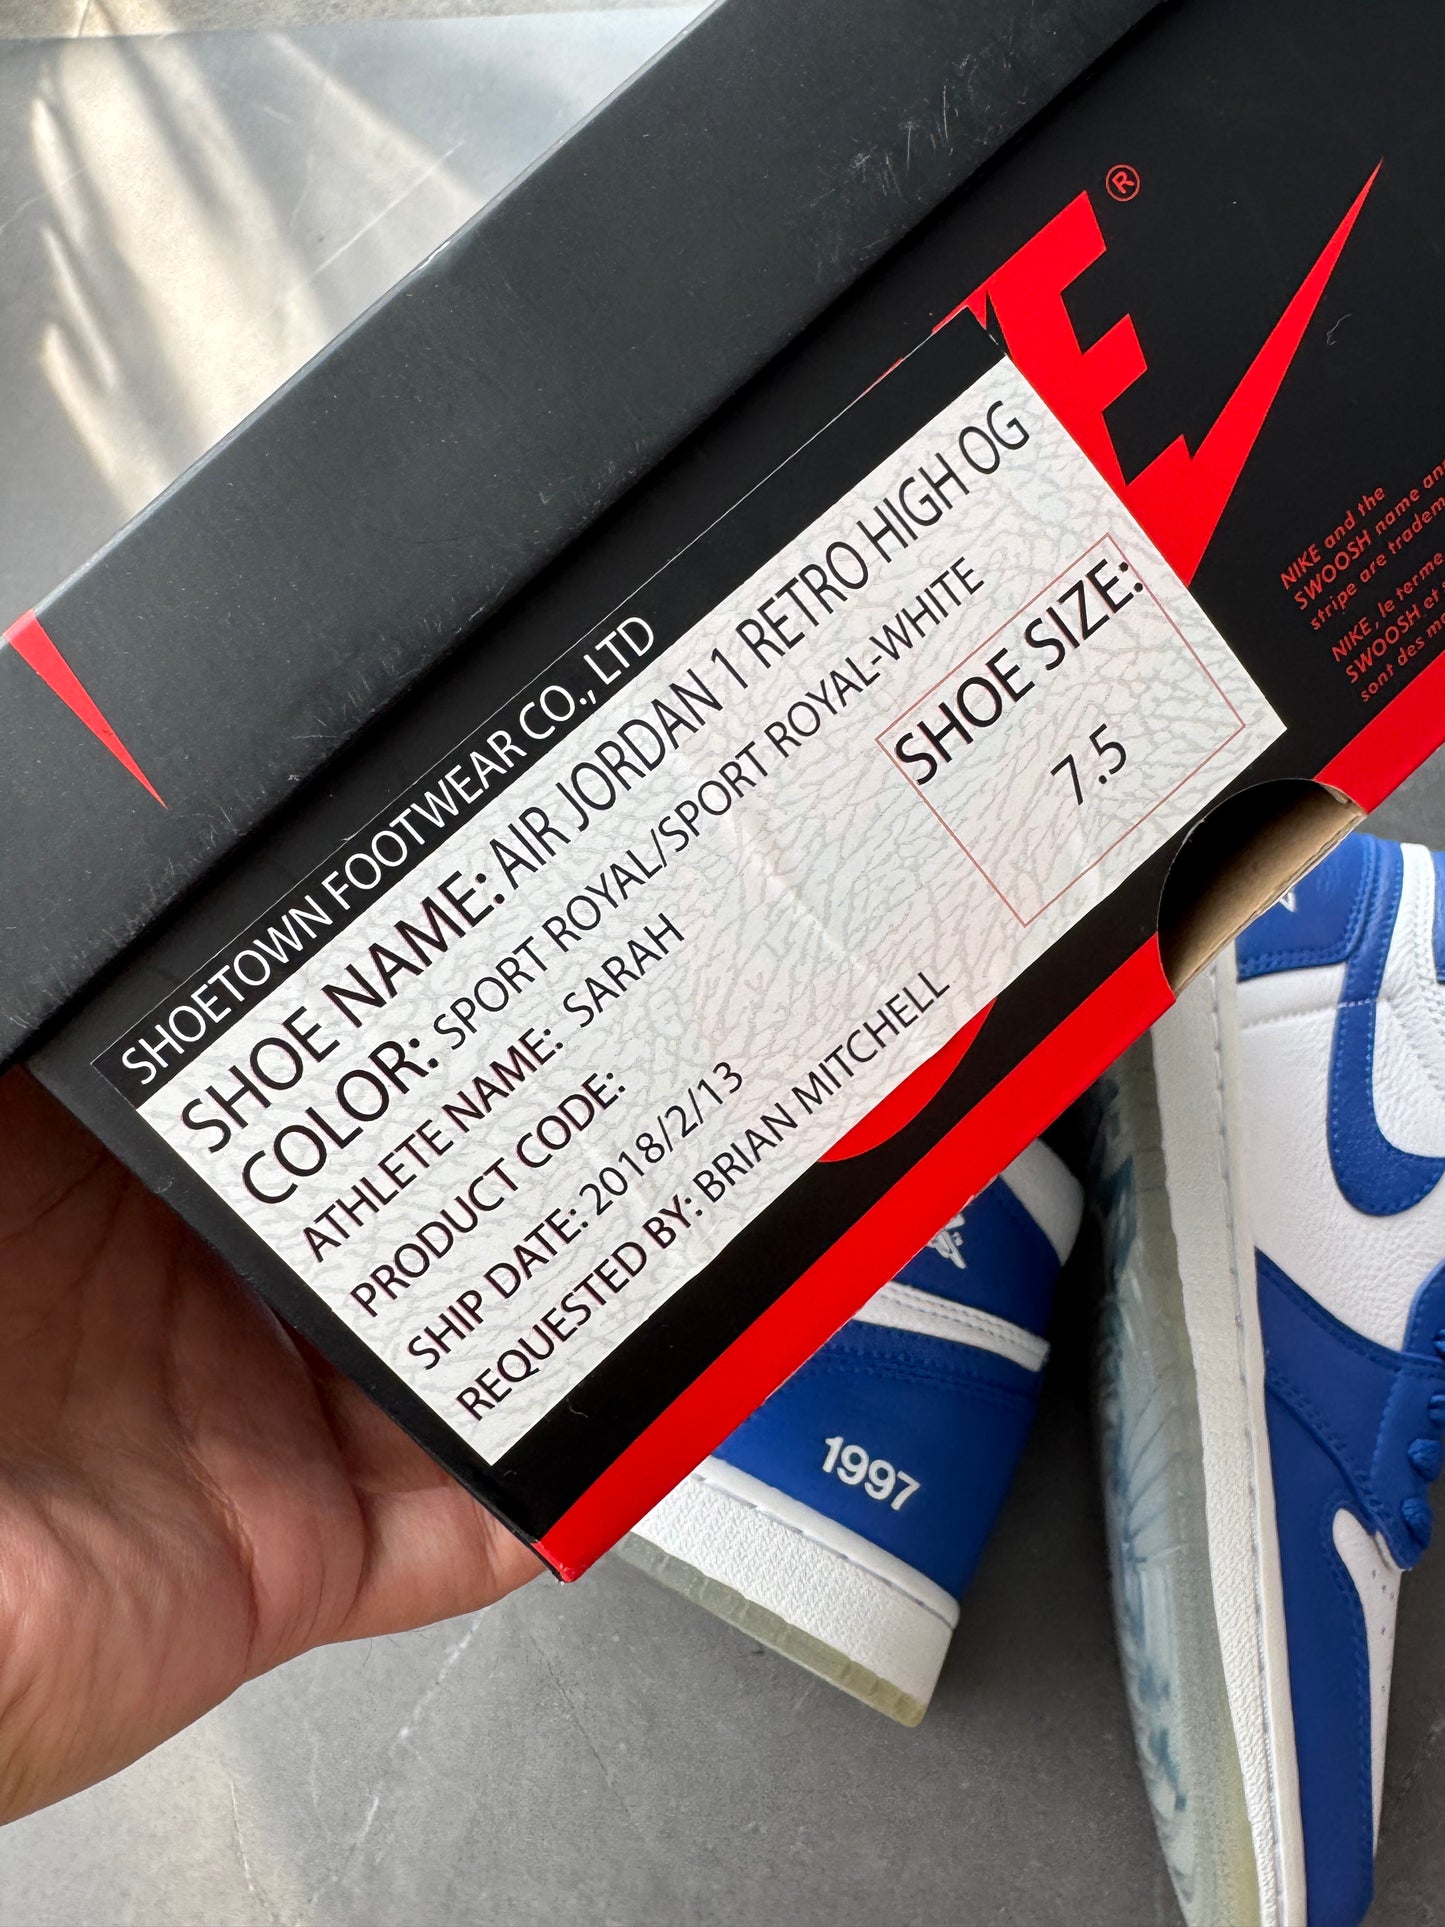 SHOETOWN FOOTWEAR CO., LTD
SHOE NAME: AIR JORDAN 1 RETRO HIGH OG
COLOR: SPORT ROYAL/SPORT ROYAL-WHITE
ATHLETE NAME: SARAH
PRODUCT CODE:
SHIP DATE: 2018/2/13
REQUESTED BY: BRIAN MITCHELL
SHOE SIZE:
7.5
E®
NIKE and the
SWOOSH name an
stripe are tradem
NIKE, le terme
SWOOSH et
sont des m
1997